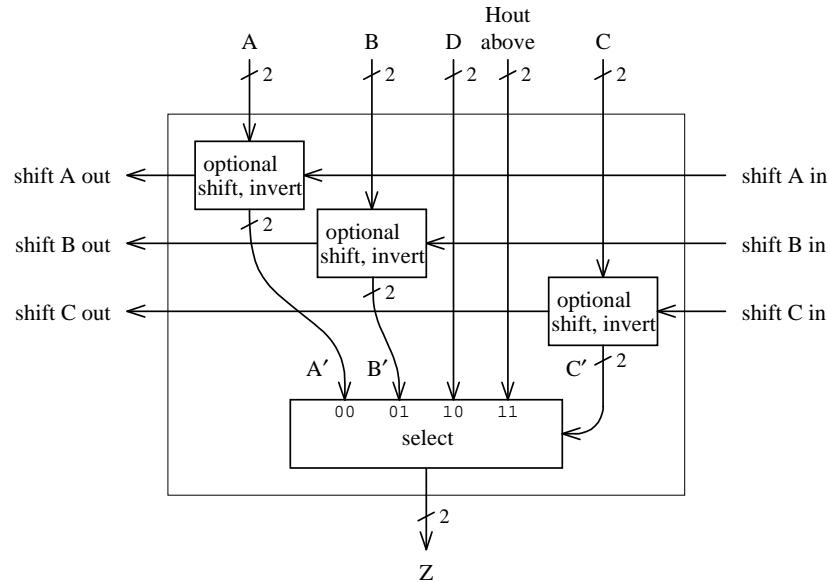 Hout
A B D above C
2 2 2 2 2
optional
shift, invert
shift A out
shift A in
2
optional
shift, invert
shift B out
shift B in
2
optional
shift, invert
shift C out
shift C in
2
A′ B′ C′
00 01 10 11
select
2
Z